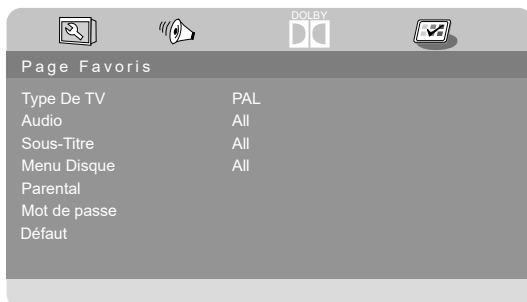 DOLBY
Page Favoris
Type De TV PAL
Audio All
Sous-Titre All
Menu Disque All
Parental
Mot de passe
Défaut